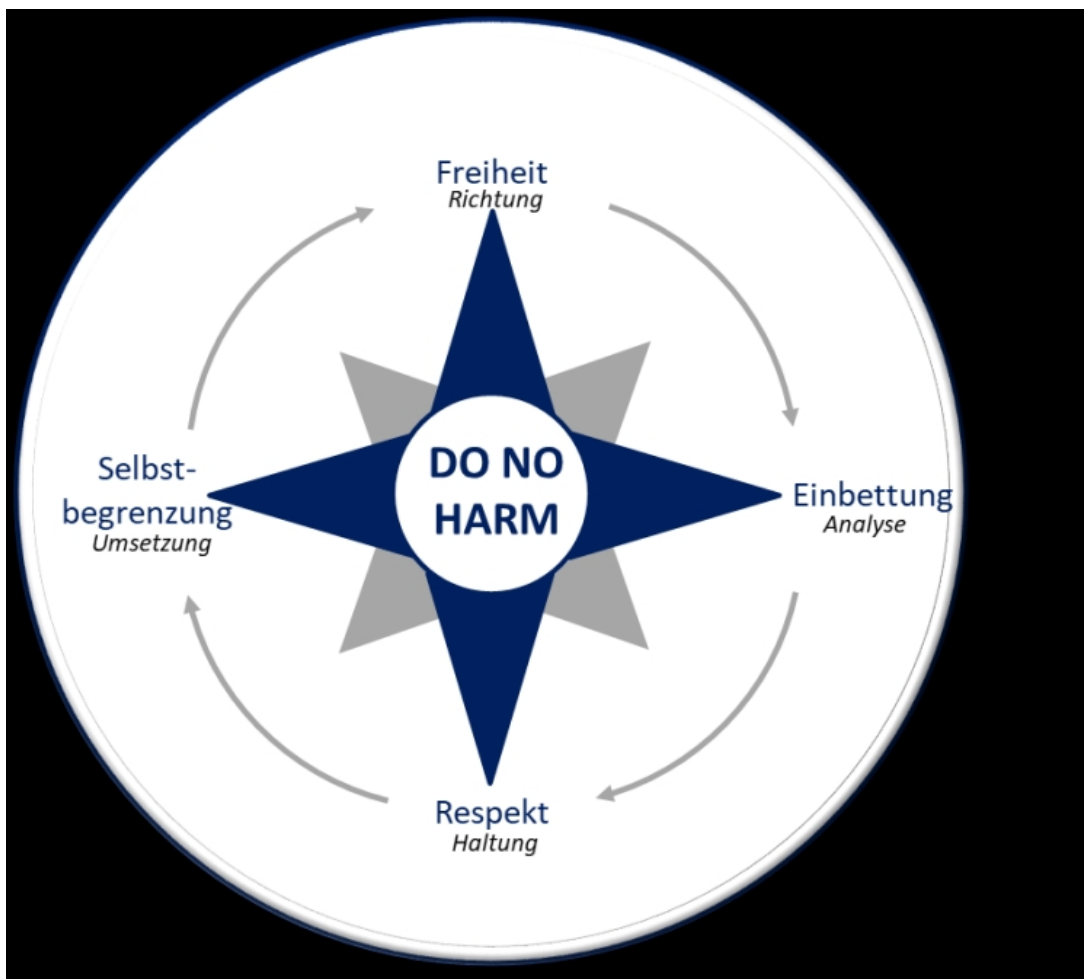 Freiheit
Richtung
DO NO
HARM
Selbst-
begrenzung
Umsetzung
Einbettung
Analyse
Respekt
Haltung